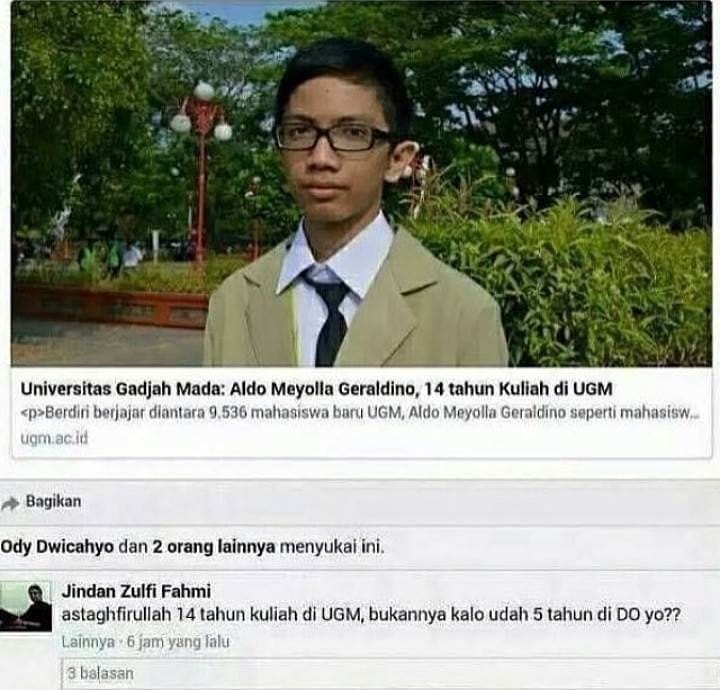 Universitas Gadjah Mada: Aldo Meyolla Geraldino, 14 tahun Kuliah di UGM
<p>Berdiri berjajar diantara 9,536 mahasiswa baru UGM, Aldo Meyolla Geraldino seperti mahasisw...
ugm.ac.id
Bagikan
Ody Dwicahyo dan 2 orang lainnya menyukai ini.
Jindan Zulfi Fahmi
astaghfirullah 14 tahun kuliah di UGM, bukannya kalo udah 5 tahun di DO yo??
Lainnya · 6 jam yang lalu
3 balasan